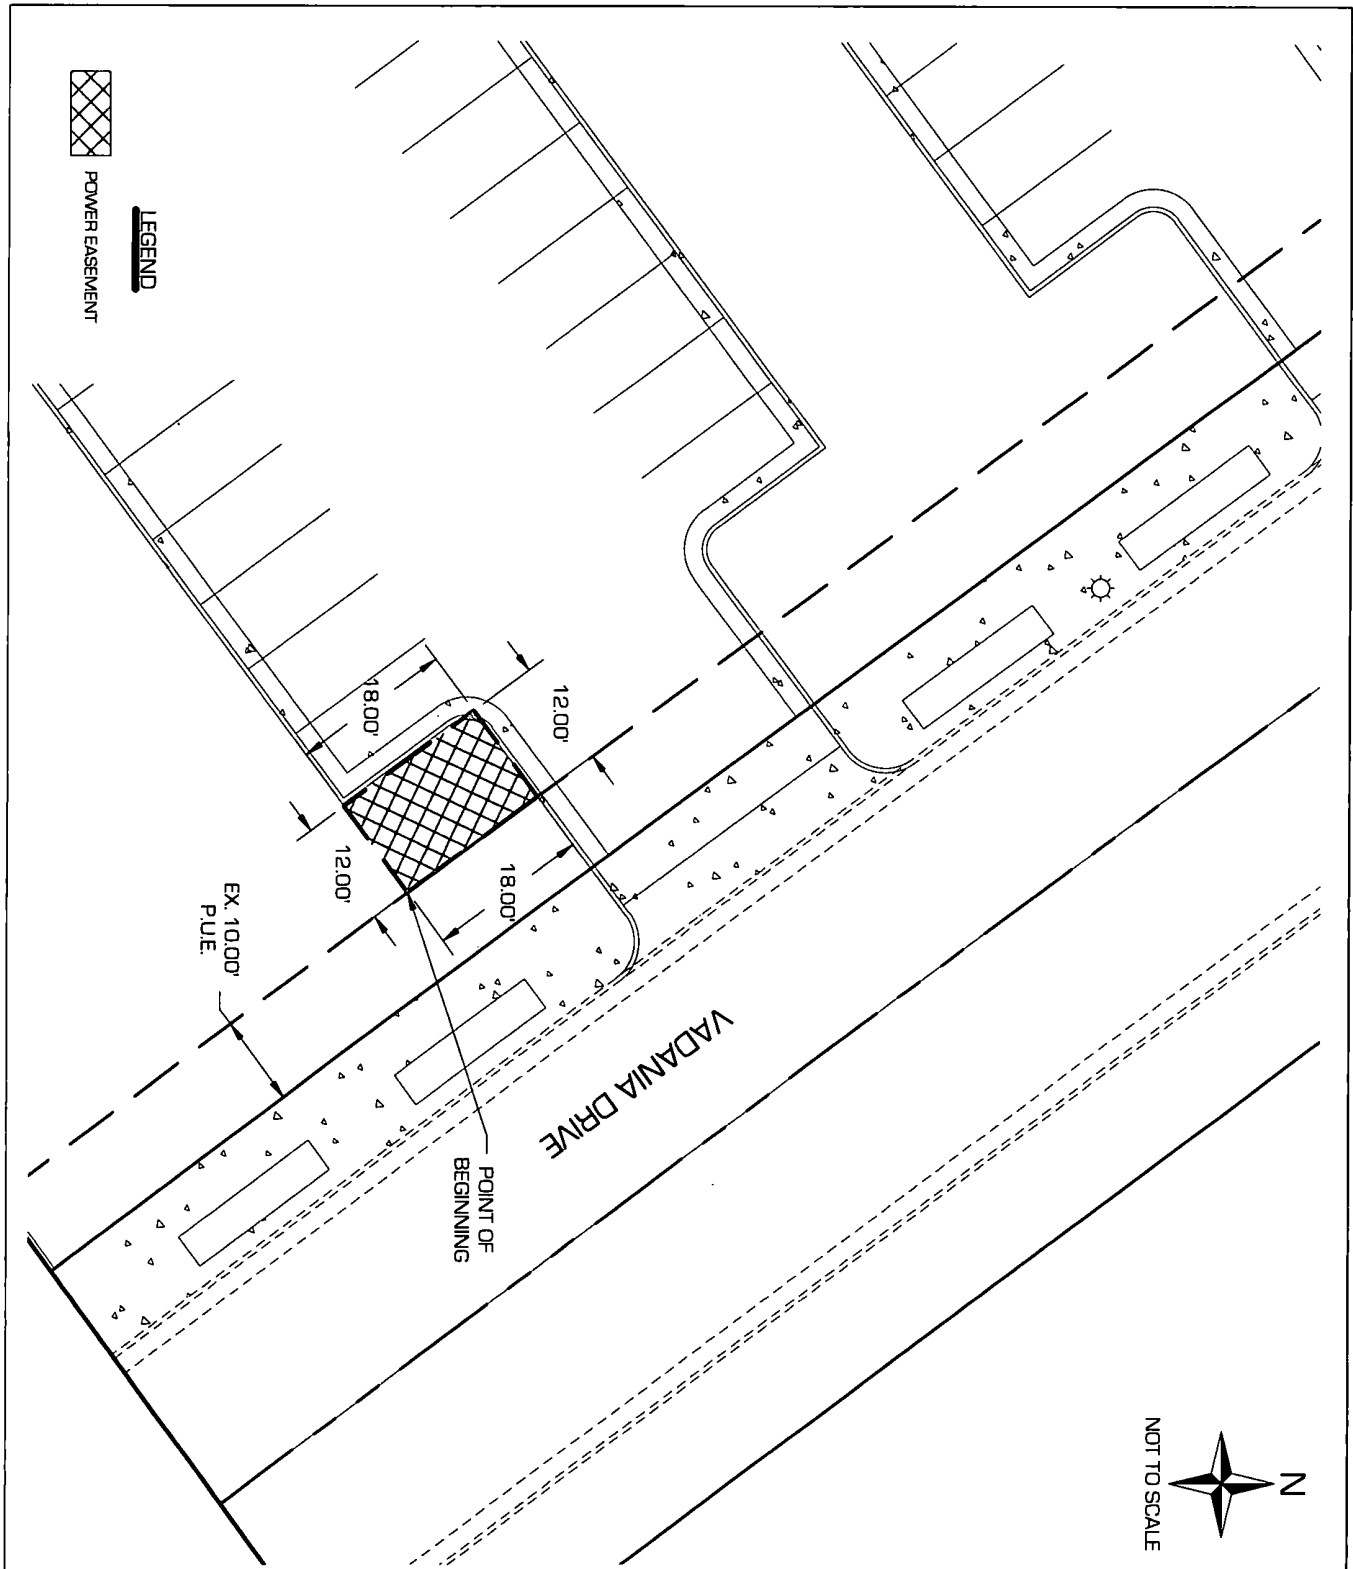 N
NOT TO SCALE
12.00'
18.00'
18.00'
12.00'
EX. 10.00'
P.U.E.
VADANIA DRIVE
POINT OF
BEGINNING
LEGEND
POWER EASEMENT